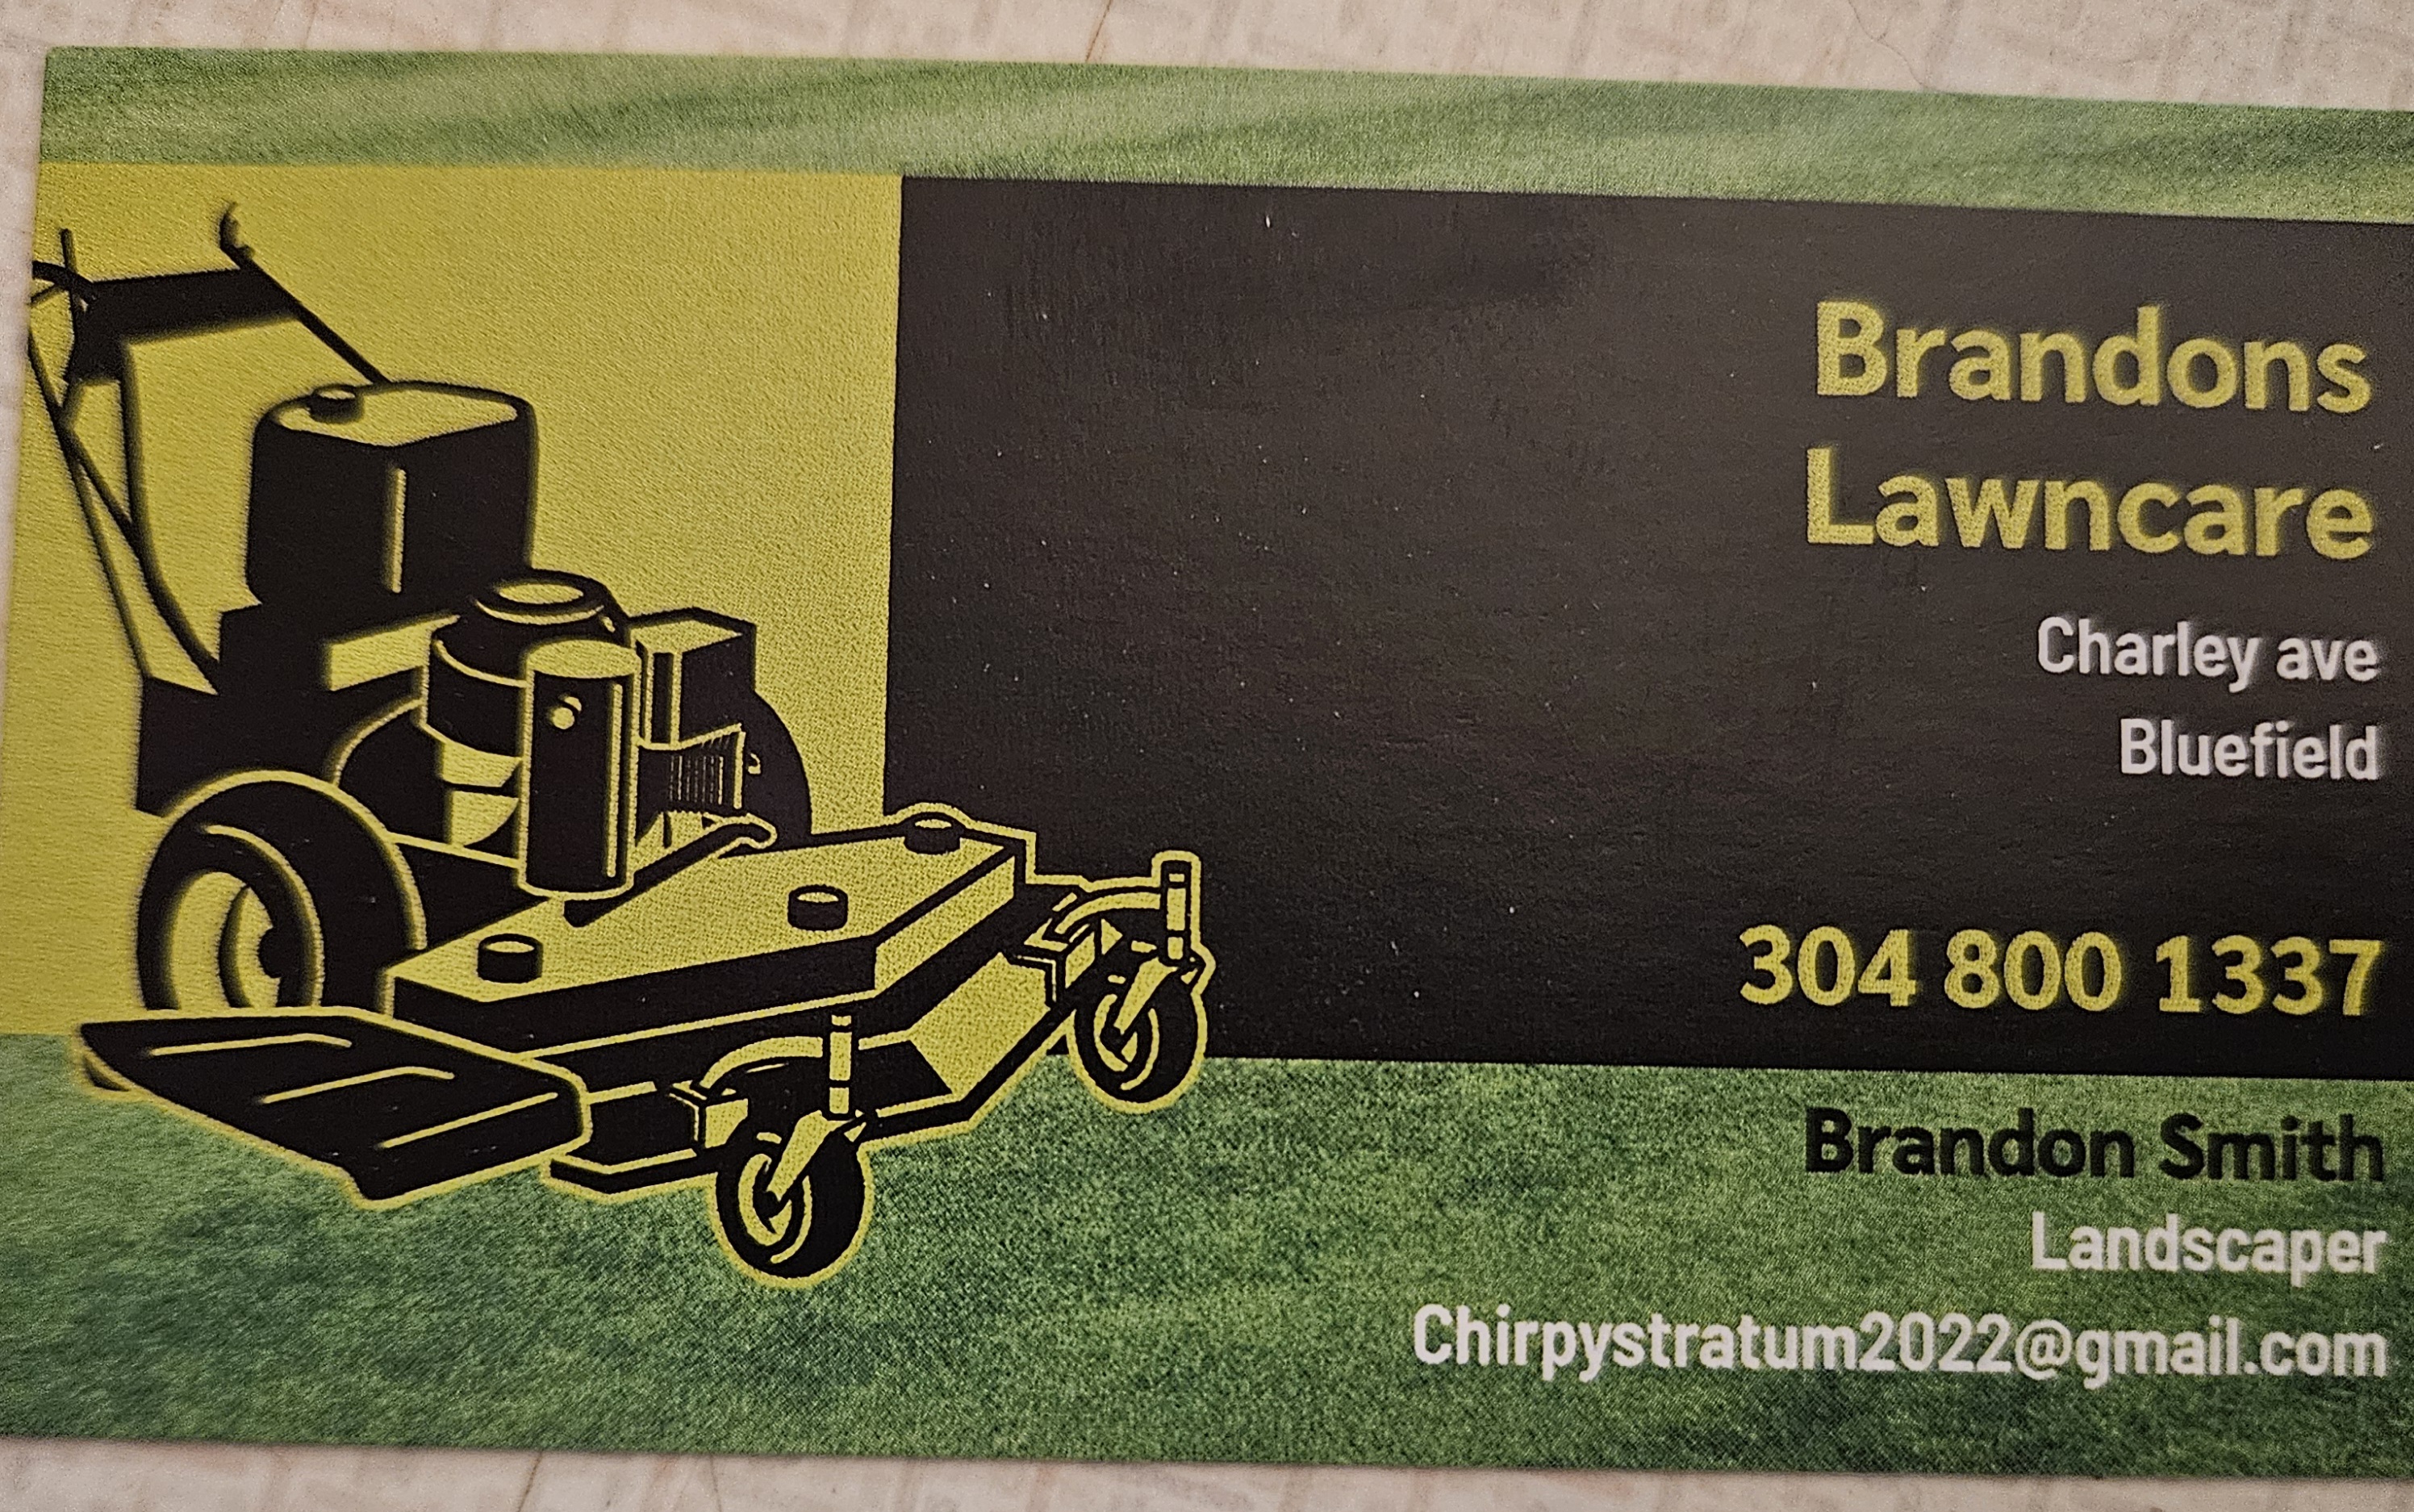 Brandons
Lawncare
Charley ave
Bluefield
304 800 1337
Brandon Smith
Landscaper
Chirpystratum2022@gmail.com